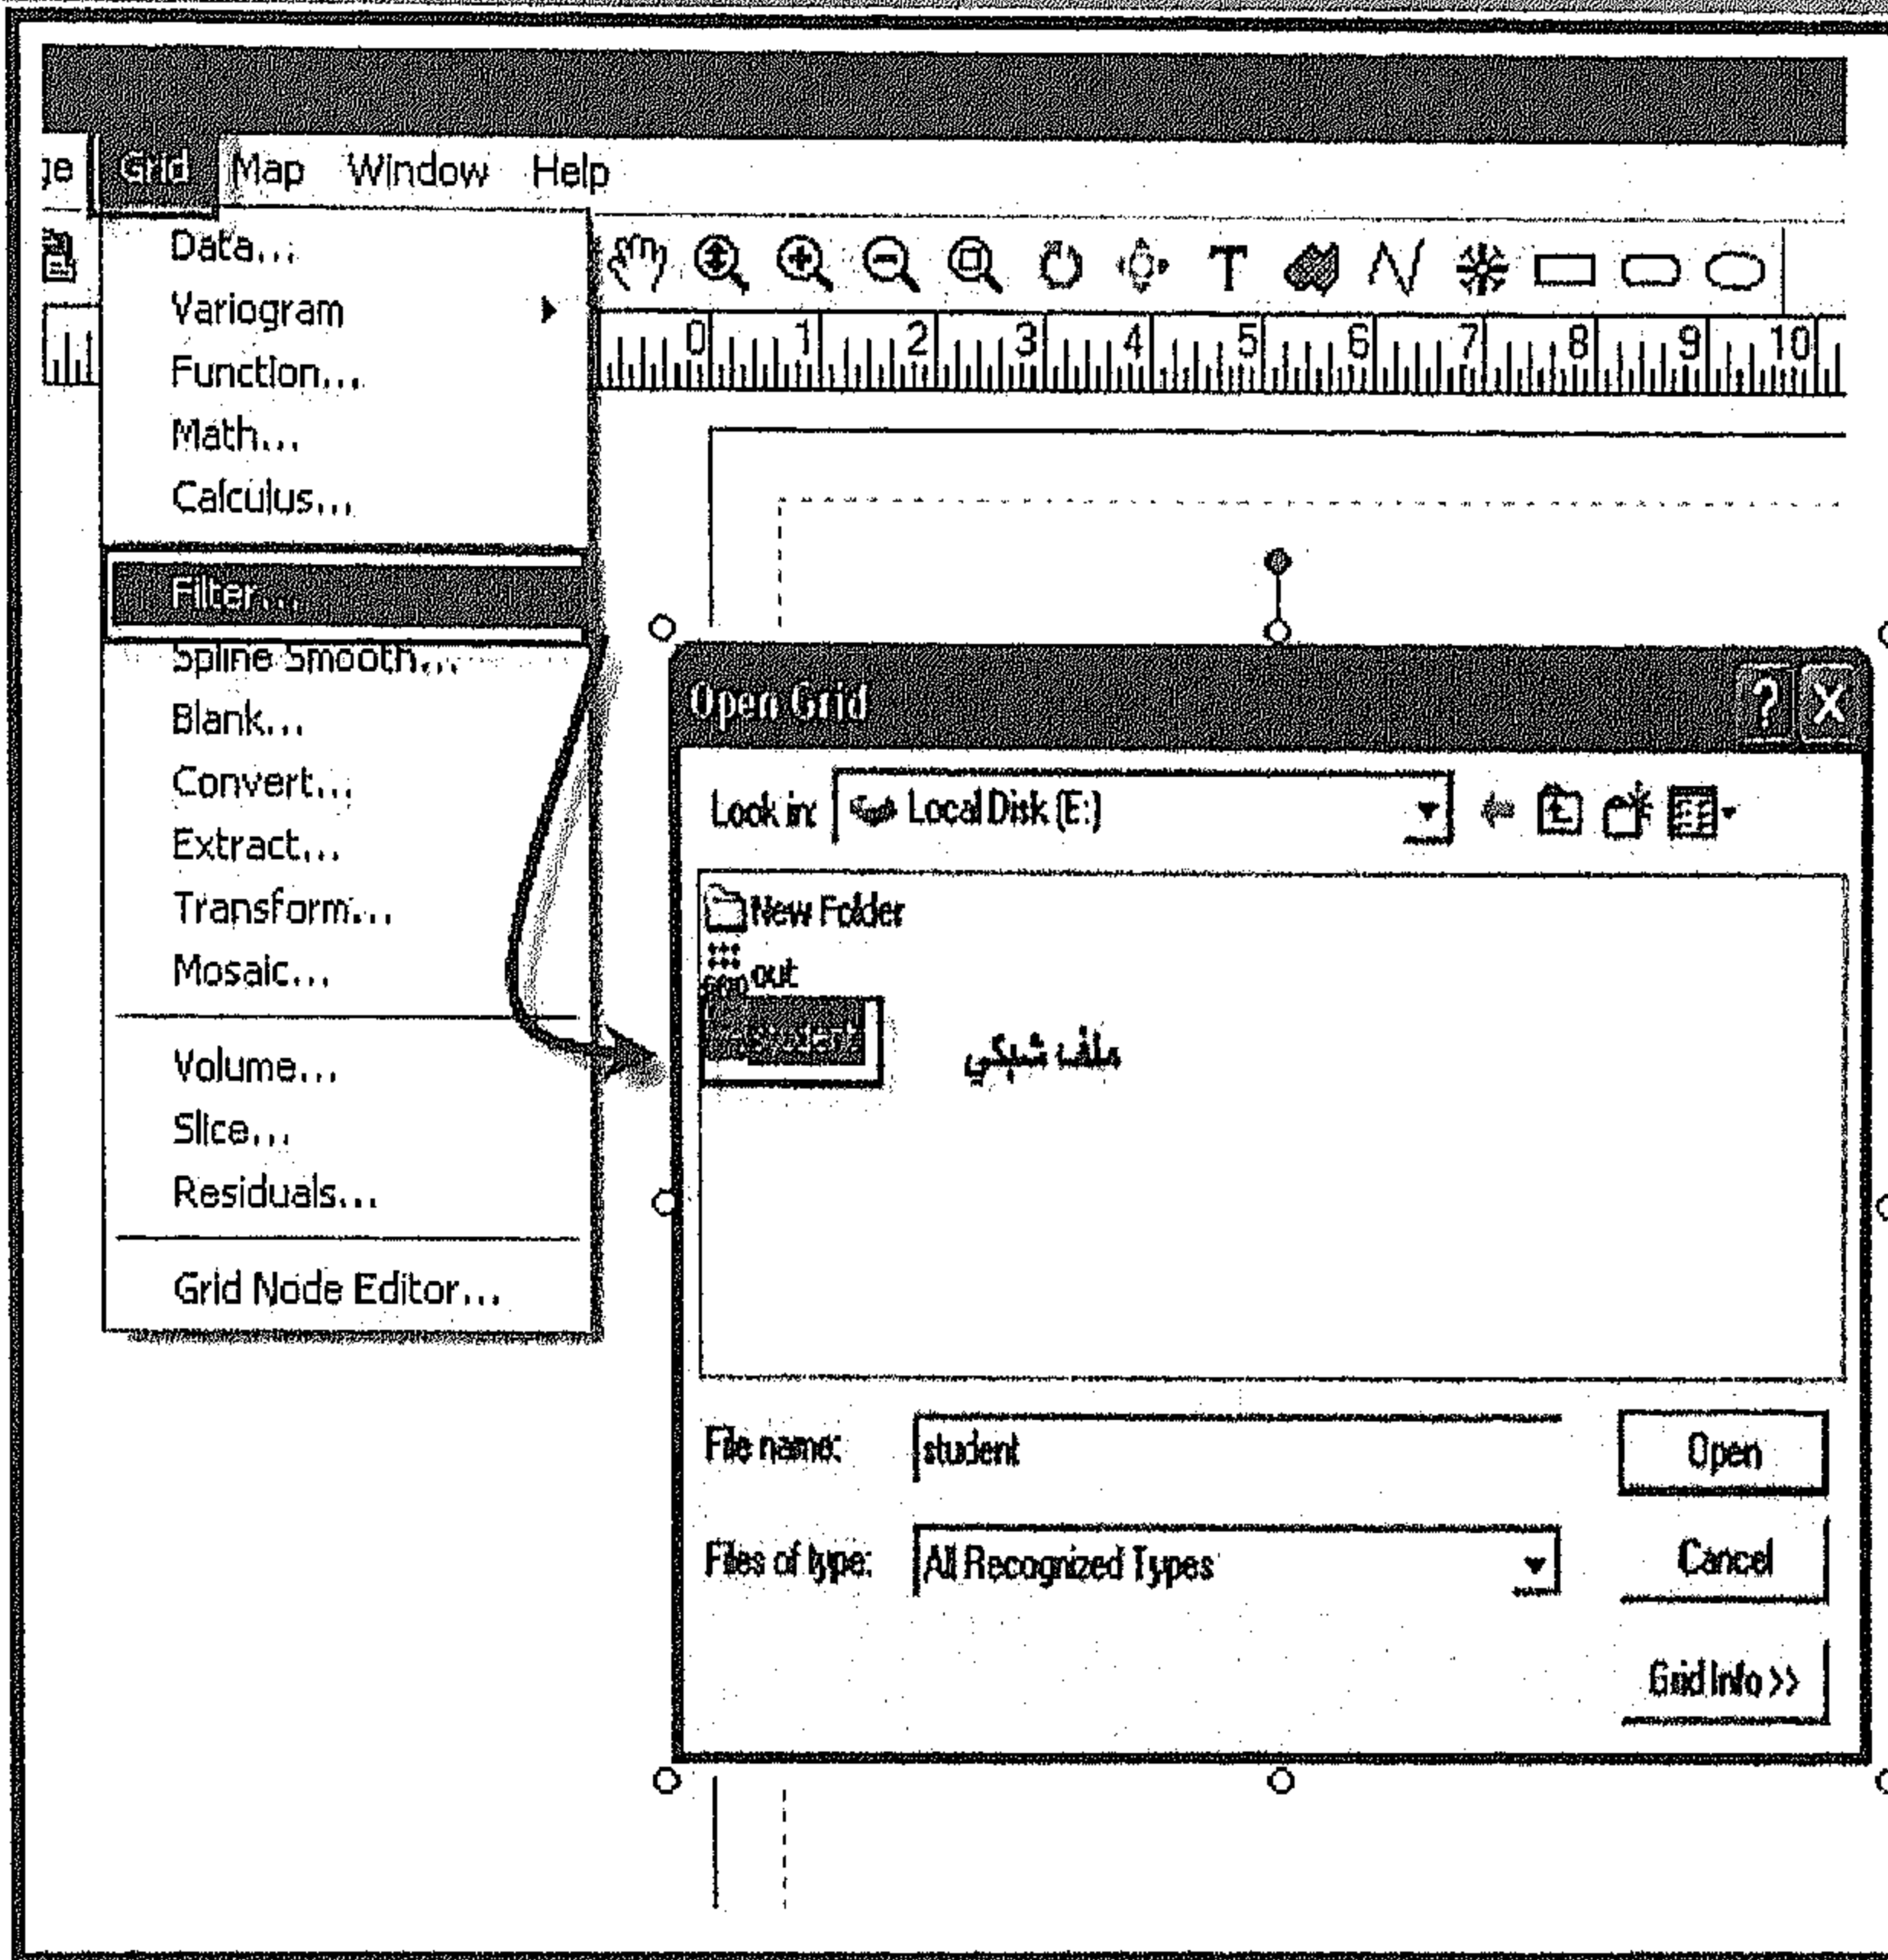 ge Grid Map Window Help
Data...
Variogram
Function...
Math...
Calculus...
Filter...
Spline Smooth...
Blank...
Convert...
Extract...
Transform...
Mosaic...
Volume...
Slice...
Residuals...
Grid Node Editor...
T
0 1 2 3 4 5 6 7 8 9 10
Open Grid ? X
Look in: Local Disk (E:)
New Folder
out
ملف شبكي
File name: student Open
Files of type: All Recognized Types Cancel
Grid Info >>